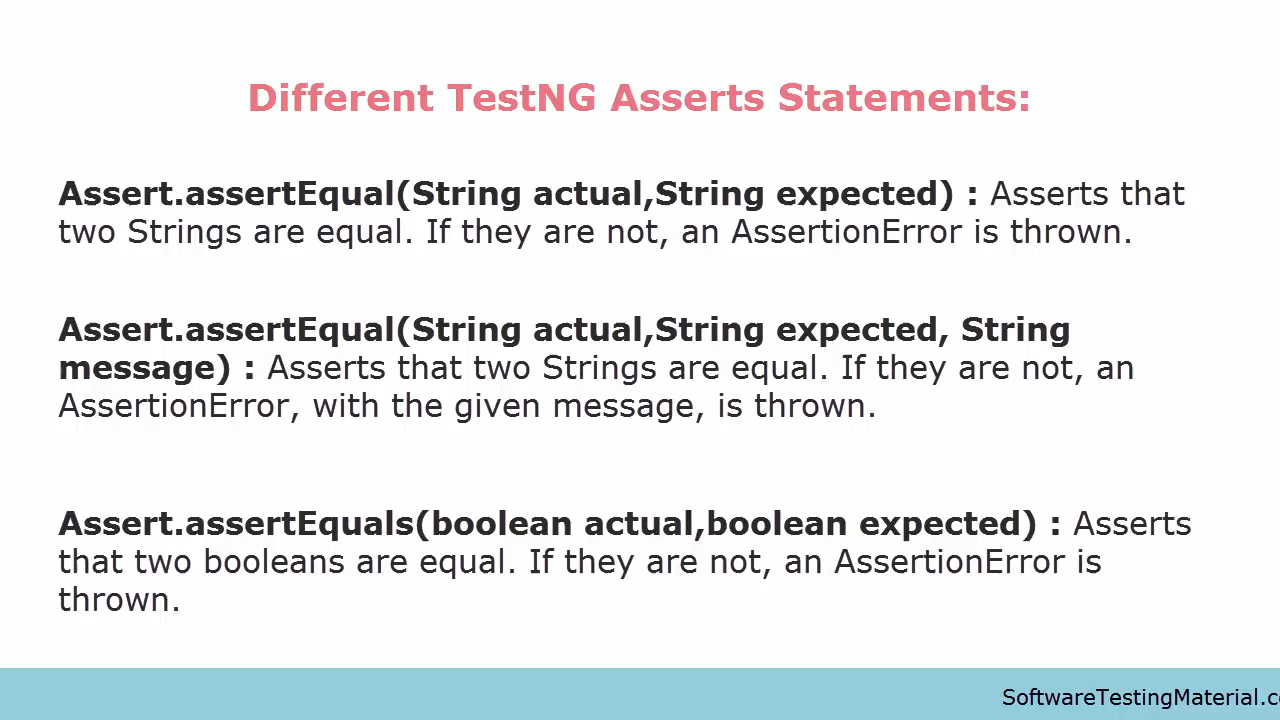 Different TestNG Asserts Statements:
Assert.assertEqual(String actual,String expected) : Asserts that
two Strings are equal. If they are not, an AssertionError is thrown.
Assert.assertEqual(String actual,String expected, String
message) : Asserts that two Strings are equal. If they are not, an
AssertionError, with the given message, is thrown.
Assert.assertEquals(boolean actual,boolean expected) : Asserts
that two booleans are equal. If they are not, an AssertionError is
thrown.
SoftwareTestingMaterial.co